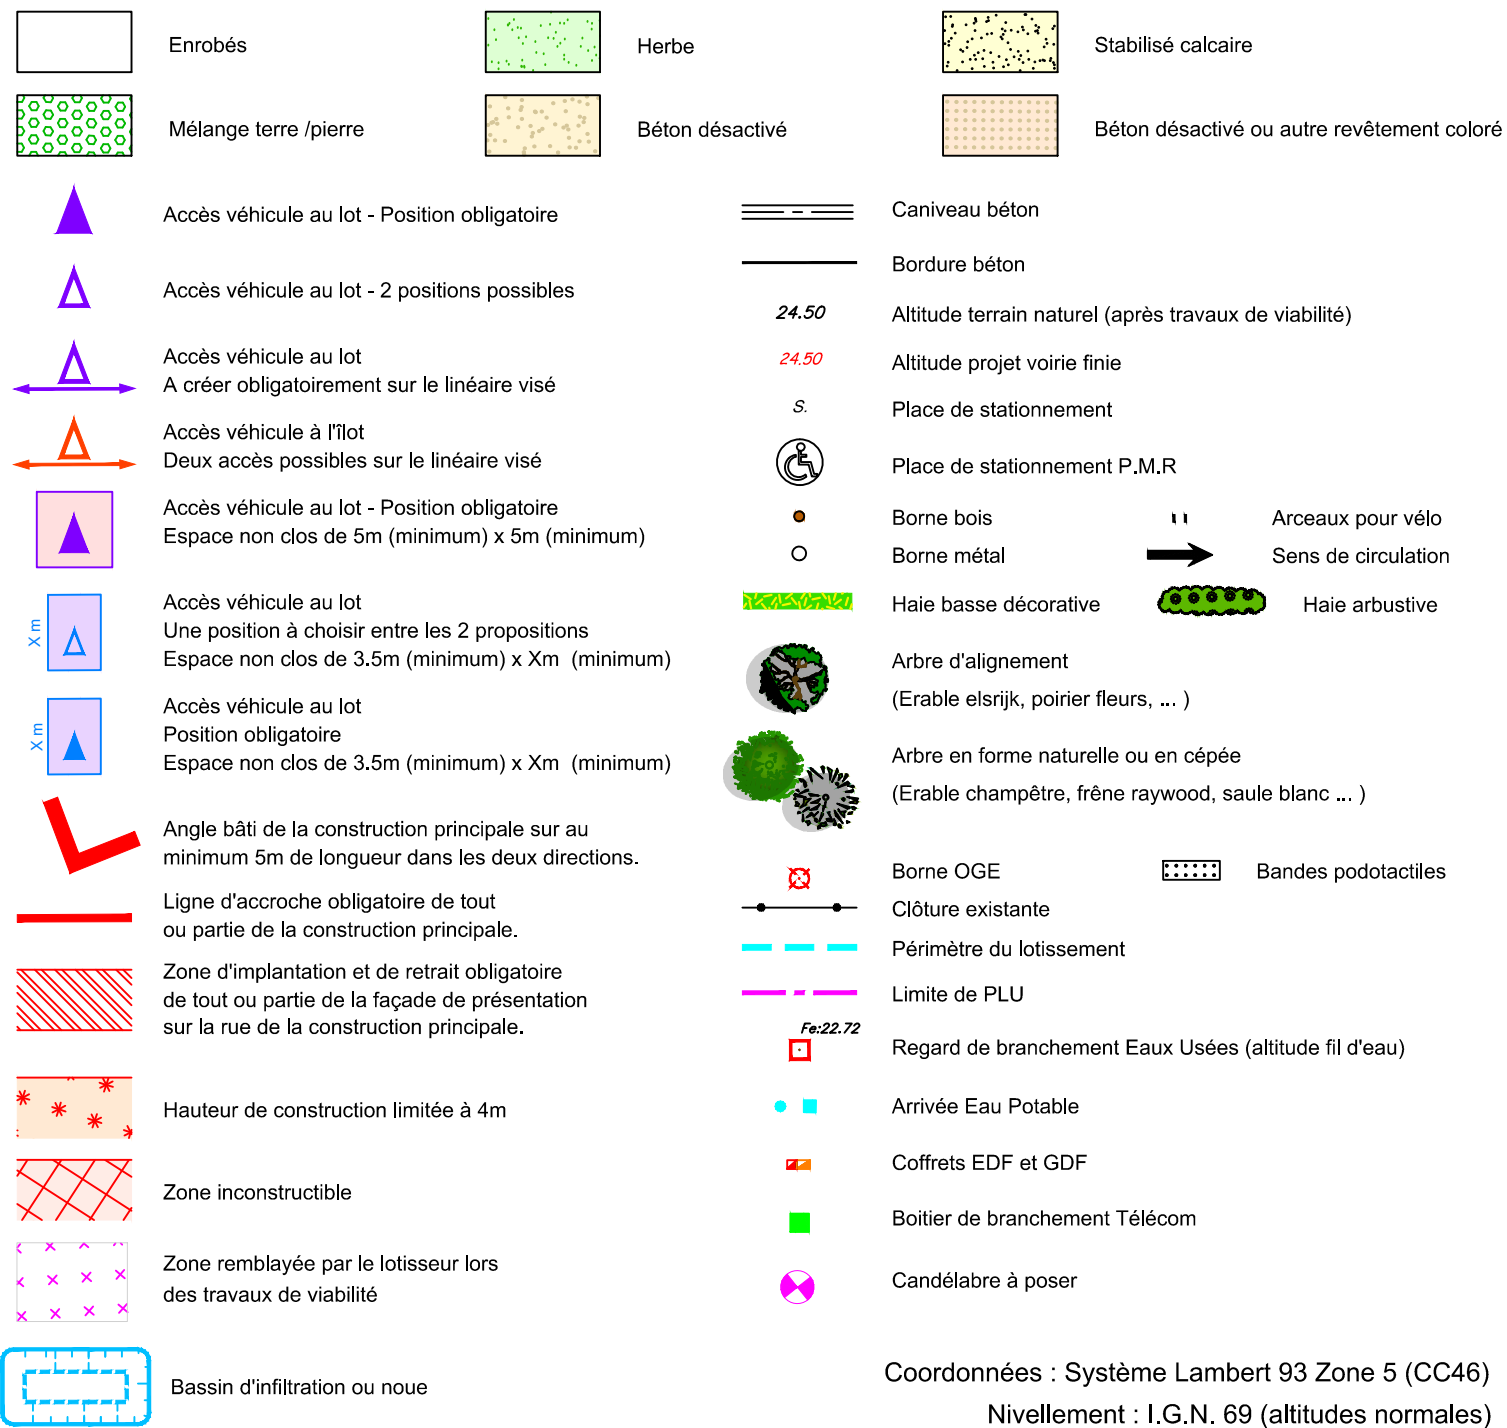 Enrobés
Herbe
Stabilisé calcaire
Mélange terre /pierre
Béton désactivé
Béton désactivé ou autre revêtement coloré
Accès véhicule au lot - Position obligatoire
Accès véhicule au lot - 2 positions possibles
Accès véhicule au lot
A créer obligatoirement sur le linéaire visé
Accès véhicule à l'îlot
Deux accès possibles sur le linéaire visé
Accès véhicule au lot - Position obligatoire
Espace non clos de 5m (minimum) x 5m (minimum)
X m
Accès véhicule au lot
Une position à choisir entre les 2 propositions
Espace non clos de 3.5m (minimum) x Xm (minimum)
X m
Accès véhicule au lot
Position obligatoire
Espace non clos de 3.5m (minimum) x Xm (minimum)
Angle bâti de la construction principale sur au
minimum 5m de longueur dans les deux directions.
Ligne d'accroche obligatoire de tout
ou partie de la construction principale.
Zone d'implantation et de retrait obligatoire
de tout ou partie de la façade de présentation
sur la rue de la construction principale.
Hauteur de construction limitée à 4m
Zone inconstructible
Zone remblayée par le lotisseur lors
des travaux de viabilité
Bassin d'infiltration ou noue
Caniveau béton
Bordure béton
24.50
Altitude terrain naturel (après travaux de viabilité)
24.50
Altitude projet voirie finie
S.
Place de stationnement
Place de stationnement P.M.R
Borne bois
Arceaux pour vélo
Borne métal
Sens de circulation
Haie basse décorative
Haie arbustive
Arbre d'alignement
(Erable elsrijk, poirier fleurs, ... )
Arbre en forme naturelle ou en cépée
(Erable champêtre, frêne raywood, saule blanc ... )
Borne OGE
Bandes podotactiles
Clôture existante
Périmètre du lotissement
Limite de PLU
Fe:22.72
Regard de branchement Eaux Usées (altitude fil d'eau)
Arrivée Eau Potable
Coffrets EDF et GDF
Boitier de branchement Télécom
Candélabre à poser
Coordonnées : Système Lambert 93 Zone 5 (CC46)
Nivellement : I.G.N. 69 (altitudes normales)